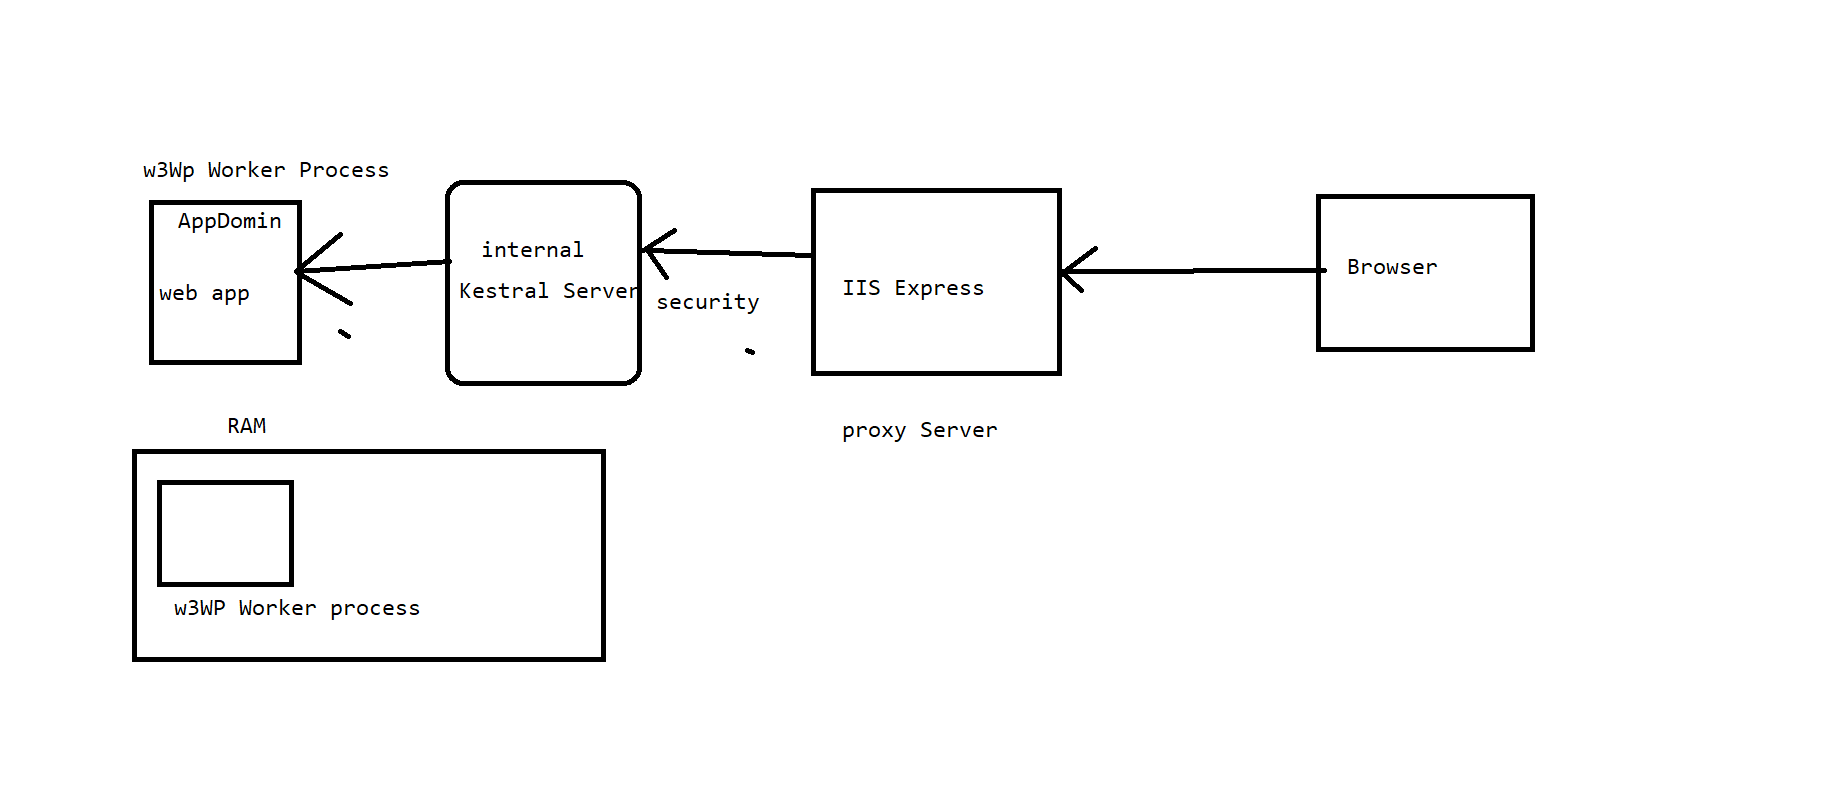 w3Wp Worker Process
AppDomin
web app
internal
Kestral Server
security
IIS Express
Browser
RAM
proxy Server
w3WP Worker process